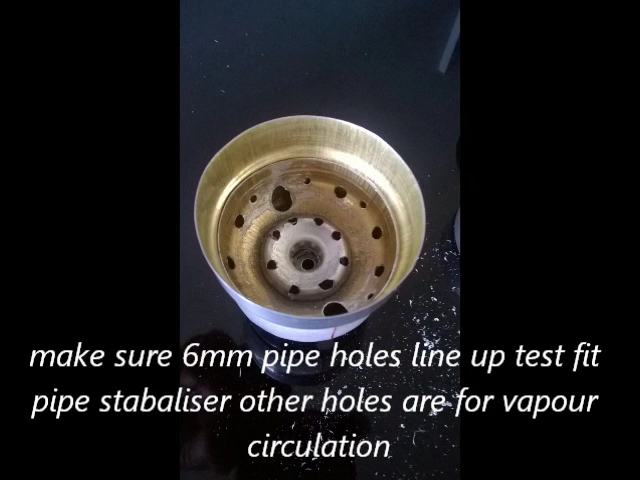 make sure 6mm pipe holes line up test fit
pipe stabaliser other holes are for vapour
circulation